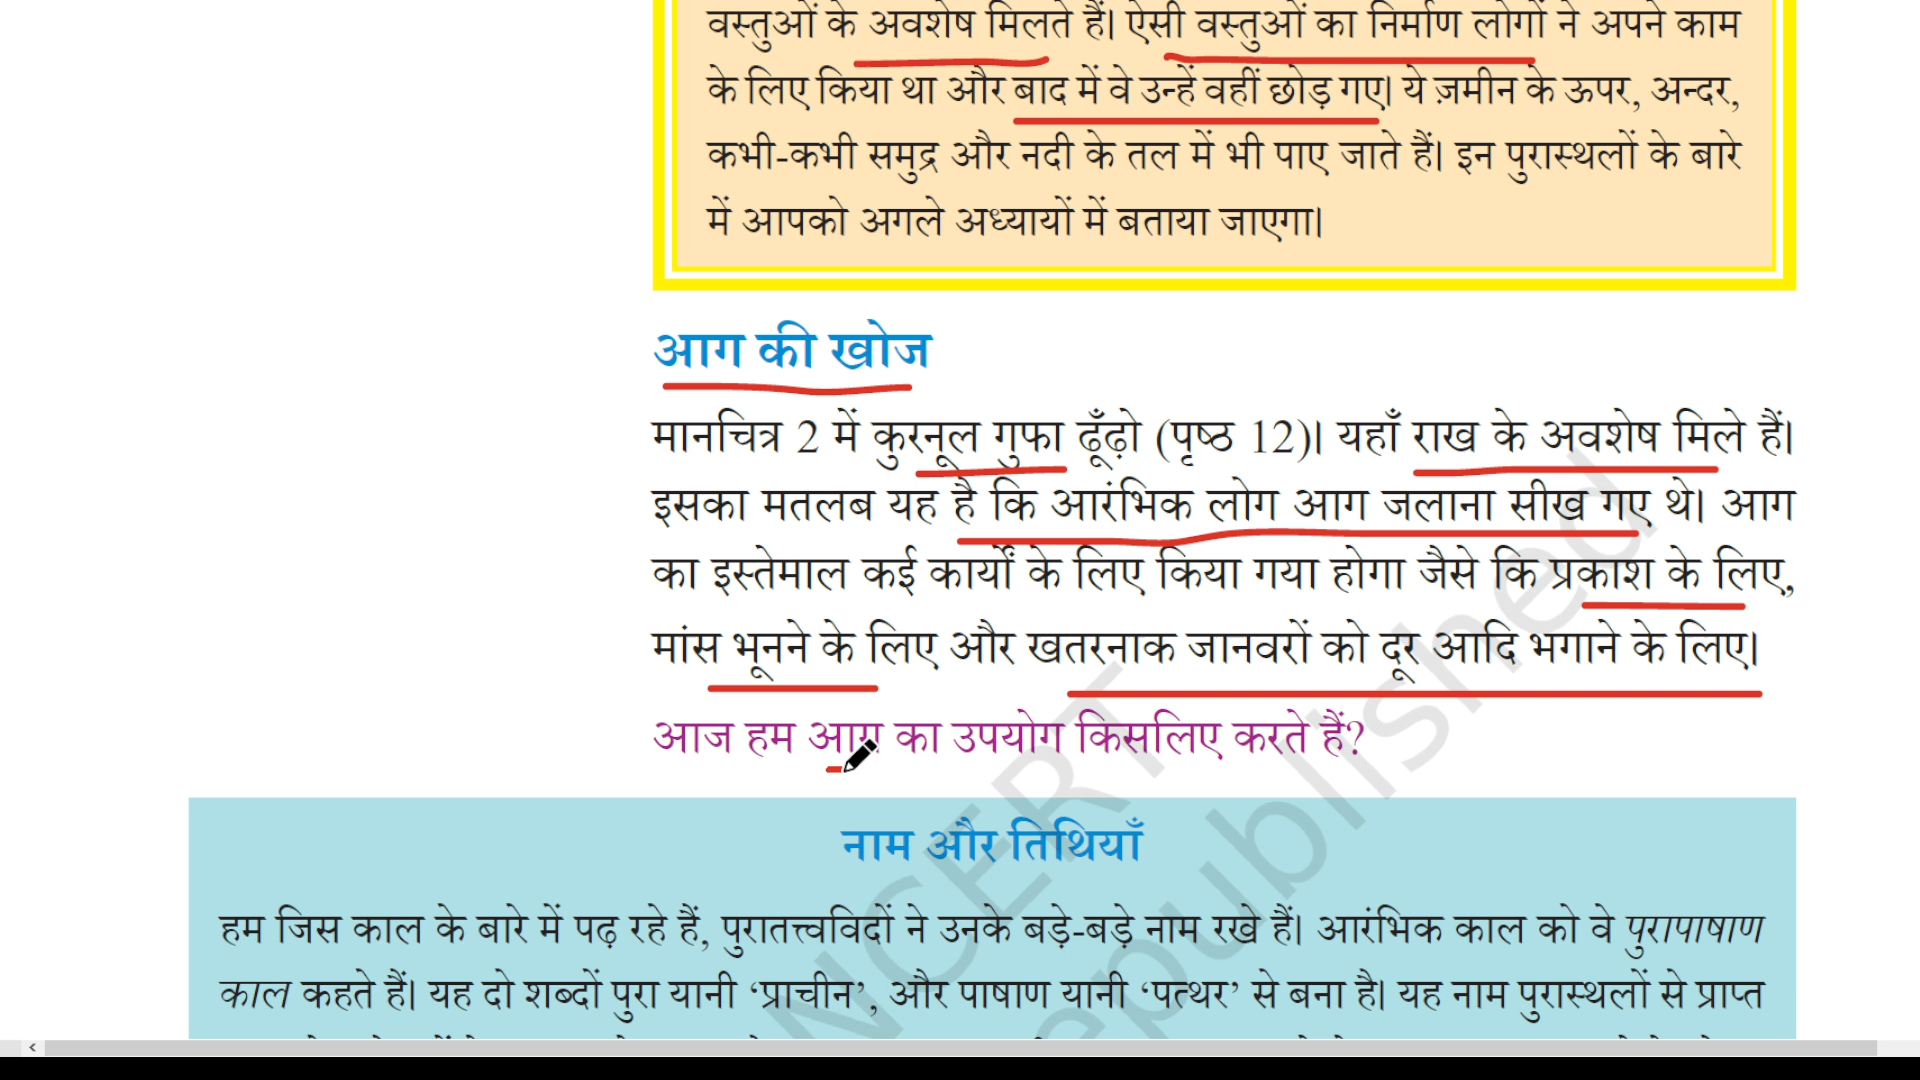 वस्तुओं के अवशेष मिलते हैं। ऐसी वस्तुओं का निर्माण लोगों ने अपने काम
के लिए किया था और बाद में वे उन्हें वहीं छोड़ गए। ये ज़मीन के ऊपर, अन्दर,
कभी-कभी समुद्र और नदी के तल में भी पाए जाते हैं। इन पुरास्थलों के बारे
में आपको अगले अध्यायों में बताया जाएगा।
आग की खोज
मानचित्र 2 में कुरनूल गुफा ढूँढ़ो (पृष्ठ 12)। यहाँ राख के अवशेष मिले हैं।
इसका मतलब यह है कि आरंभिक लोग आग जलाना सीख गए थे। आग
का इस्तेमाल कई कार्यों के लिए किया गया होगा जैसे कि प्रकाश के लिए,
मांस भूनने के लिए और खतरनाक जानवरों को दूर आदि भगाने के लिए।
आज हम आग का उपयोग किसलिए करते हैं?
नाम और तिथियाँ
हम जिस काल के बारे में पढ़ रहे हैं, पुरातत्त्वविदों ने उनके बड़े-बड़े नाम रखे हैं। आरंभिक काल को वे पुरापाषाण
काल कहते हैं। यह दो शब्दों पुरा यानी ‘प्राचीन’, और पाषाण यानी ‘पत्थर’ से बना है। यह नाम पुरास्थलों से प्राप्त
NCERT
republished